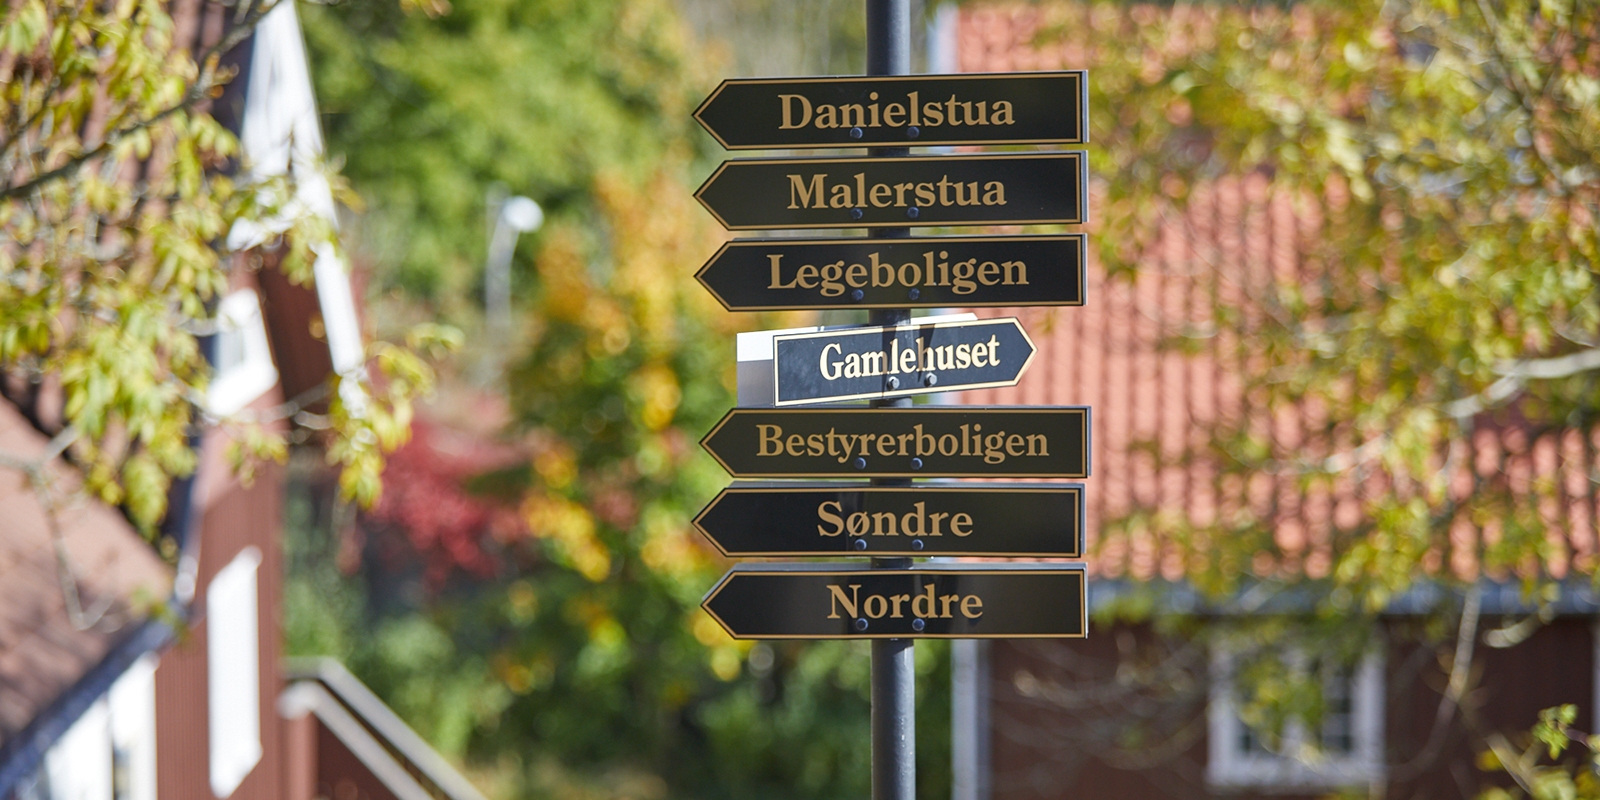 Danielstua
Malerstua
Legeboligen
Gamlehuset
Bestyrerboligen
Søndre
Nordre